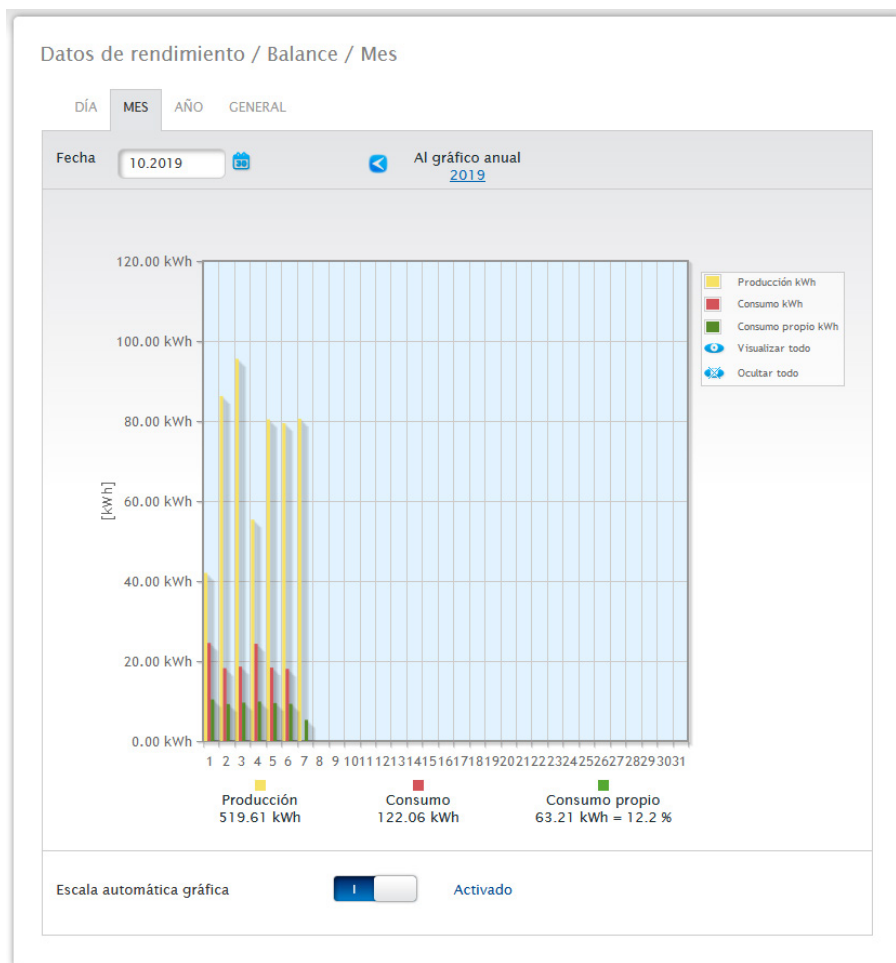 Datos de rendimiento / Balance / Mes
DÍA MES AÑO GENERAL
Fecha 10.2019 30 Al gráfico anual
2019
120.00 kWh
100.00 kWh
80.00 kWh
60.00 kWh
40.00 kWh
20.00 kWh
0.00 kWh
[kWh]
Producción kWh
Consumo kWh
Consumo propio kWh
Visualizar todo
Ocultar todo
1 2 3 4 5 6 7 8 9 10 11 12 13 14 15 16 17 18 19 20 21 22 23 24 25 26 27 28 29 30 31
Producción Consumo Consumo propio
519.61 kWh 122.06 kWh 63.21 kWh = 12.2 %
Escala automática gráfica I Activado